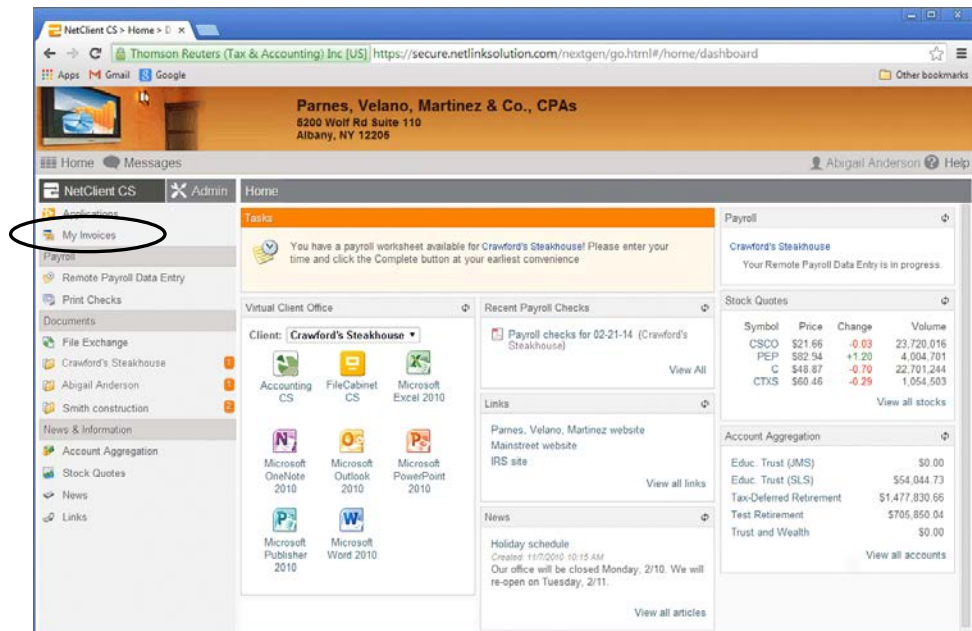 NetClient CS > Home > D
Thomson Reuters (Tax & Accounting) Inc [US] https://secure.netlinksolution.com/nextgen/go.html#/home/dashboard
Apps Gmail Google Other bookmarks
Parnes, Velano, Martinez & Co., CPAs
5200 Wolf Rd Suite 110
Albany, NY 12205
Home Messages Abigail Anderson Help
NetClient CS Admin Home
Applications
My Invoices
Payroll
Remote Payroll Data Entry
Print Checks
Documents
File Exchange
Crawford's Steakhouse 1
Abigail Anderson 1
Smith construction 2
News & Information
Account Aggregation
Stock Quotes
News
Links
Tasks
You have a payroll worksheet available for Crawford's Steakhouse! Please enter your
time and click the Complete button at your earliest convenience
Virtual Client Office
Client: Crawford's Steakhouse
Accounting CS
FileCabinet CS
Microsoft Excel 2010
Microsoft OneNote 2010
Microsoft Outlook 2010
Microsoft PowerPoint 2010
Microsoft Publisher 2010
Microsoft Word 2010
Recent Payroll Checks
Payroll checks for 02-21-14 (Crawford's
Steakhouse)
View All
Links
Parnes, Velano, Martinez website
Mainstreet website
IRS site
View all links
News
Holiday schedule
Created: 11/7/2010 10:15 AM
Our office will be closed Monday, 2/10. We will
re-open on Tuesday, 2/11.
View all articles
Payroll
Crawford's Steakhouse
Your Remote Payroll Data Entry is in progress.
Stock Quotes
Symbol Price Change Volume
CSCO $21.66 -0.03 23,720,016
PEP $82.94 +1.20 4,004,701
C $48.87 -0.70 22,701,244
CTXS $60.46 -0.29 1,054,503
View all stocks
Account Aggregation
Educ. Trust (JMS) $0.00
Educ. Trust (SLS) $54,044.73
Tax-Deferred Retirement $1,477,830.66
Test Retirement $705,850.04
Trust and Wealth $0.00
View all accounts